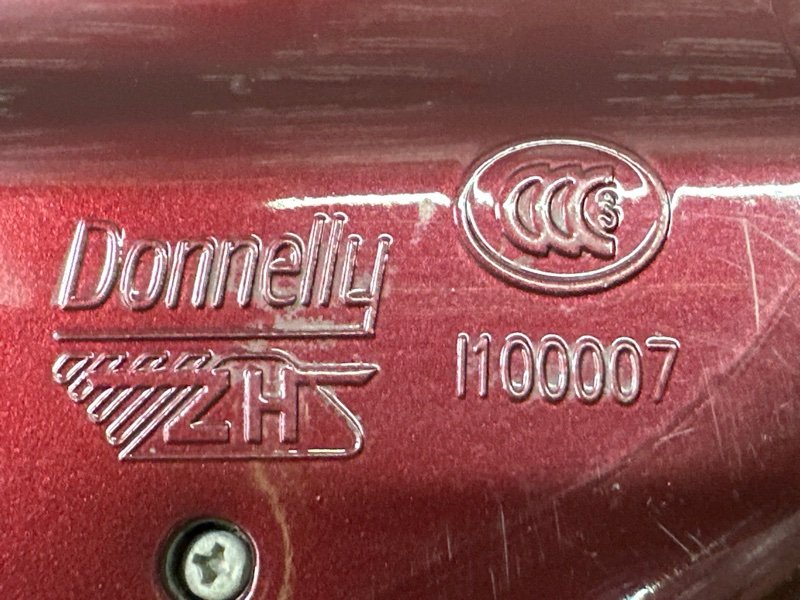 Donnelly
ZH
CCC S
I100007